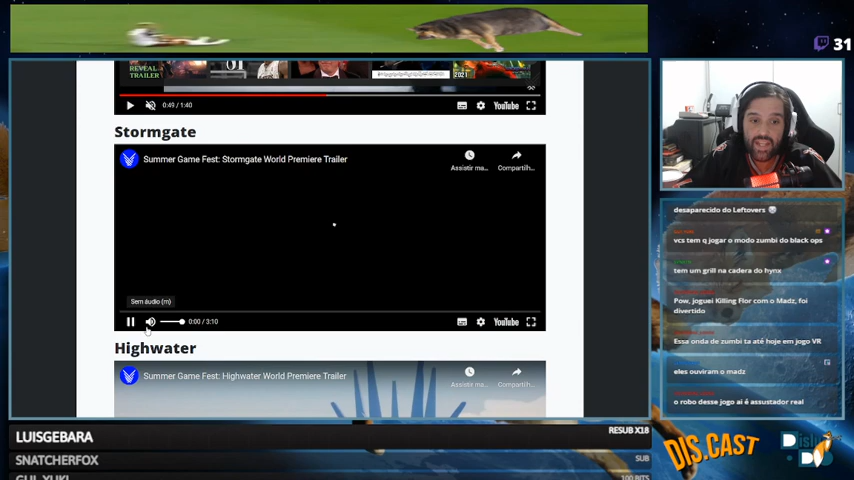 31
REVEAL
TRAILER
2021
0:49 / 1:40
YouTube
Stormgate
Summer Game Fest: Stormgate World Premiere Trailer
Assistir ma...
Compartilh...
Sem áudio (m)
0:00 / 3:10
YouTube
Highwater
Summer Game Fest: Highwater World Premiere Trailer
Assistir ma...
Compartilh...
desaparecido do Leftovers
vcs tem q jogar o modo zumbi do black ops
tem um grill na cadera do hynx
Pow, joguei Killing Flor com o Madz, foi
divertido
Essa onda de zumbi ta até hoje em jogo VR
eles ouviram o madz
o robo desse jogo ai é assustador real
LUISGEBARA
RESUB X18
SNATCHERFOX
SUB
100 BITS
DIS.CAST